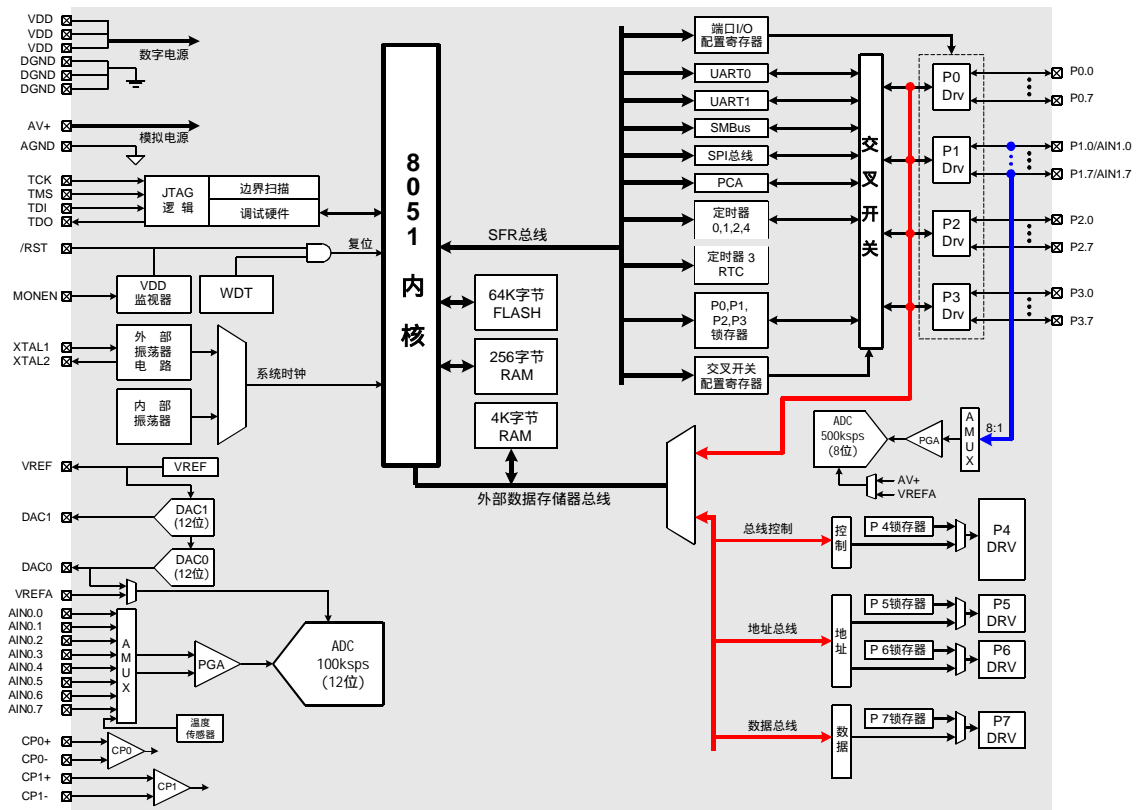 VDD
VDD
VDD
数字电源
DGND
DGND
DGND
AV+
模拟电源
AGND
TCK
TMS
TDI
TDO
JTAG
逻 辑
边界扫描
调试硬件
/RST
复位
MONEN
VDD
监视器
WDT
XTAL1
XTAL2
外 部
振荡器
电 路
系统时钟
内 部
振荡器
8051
内
核
SFR总线
64K字节
FLASH
256字节
RAM
4K字节
RAM
外部数据存储器总线
端口I/O
配置寄存器
UART0
UART1
SMBus
SPI总线
PCA
定时器
0,1,2,4
定时器 3
RTC
P0,P1,
P2,P3
锁存器
交叉开关
配置寄存器
交
叉
开
关
P0
Drv
P1
Drv
P2
Drv
P3
Drv
P0.0
P0.7
P1.0/AIN1.0
P1.7/AIN1.7
P2.0
P2.7
P3.0
P3.7
ADC
500ksps
(8位)
PGA
A
M
U
X
8:1
AV+
VREFA
VREF
VREF
DAC1
DAC1
(12位)
DAC0
DAC0
(12位)
VREFA
AIN0.0
AIN0.1
AIN0.2
AIN0.3
AIN0.4
AIN0.5
AIN0.6
AIN0.7
A
M
U
X
PGA
ADC
100ksps
(12位)
温度
传感器
CP0+
CP0-
CP0
CP1+
CP1-
CP1
总线控制
控
制
P 4锁存器
P4
DRV
地址总线
地
址
P 5锁存器
P5
DRV
P 6锁存器
P6
DRV
数据总线
数
据
P 7锁存器
P7
DRV